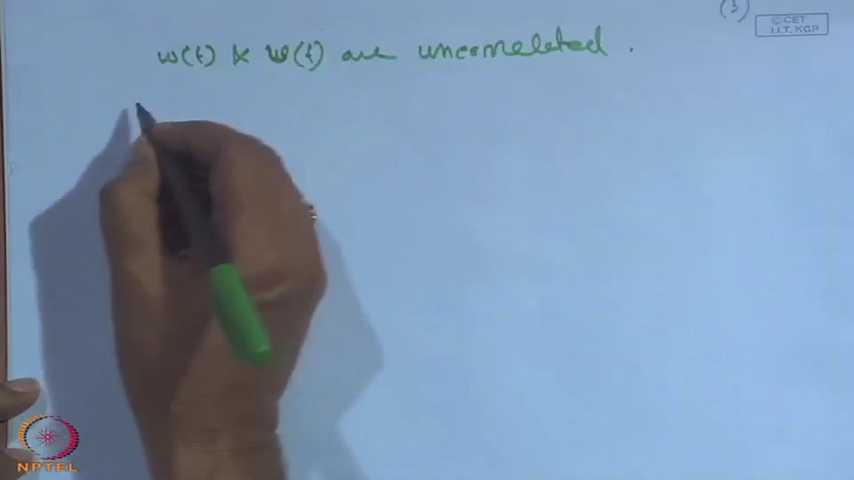 (3)
© CET
I.I.T. KGP
w(t) & v(t) are uncorrelated .
NPTEL